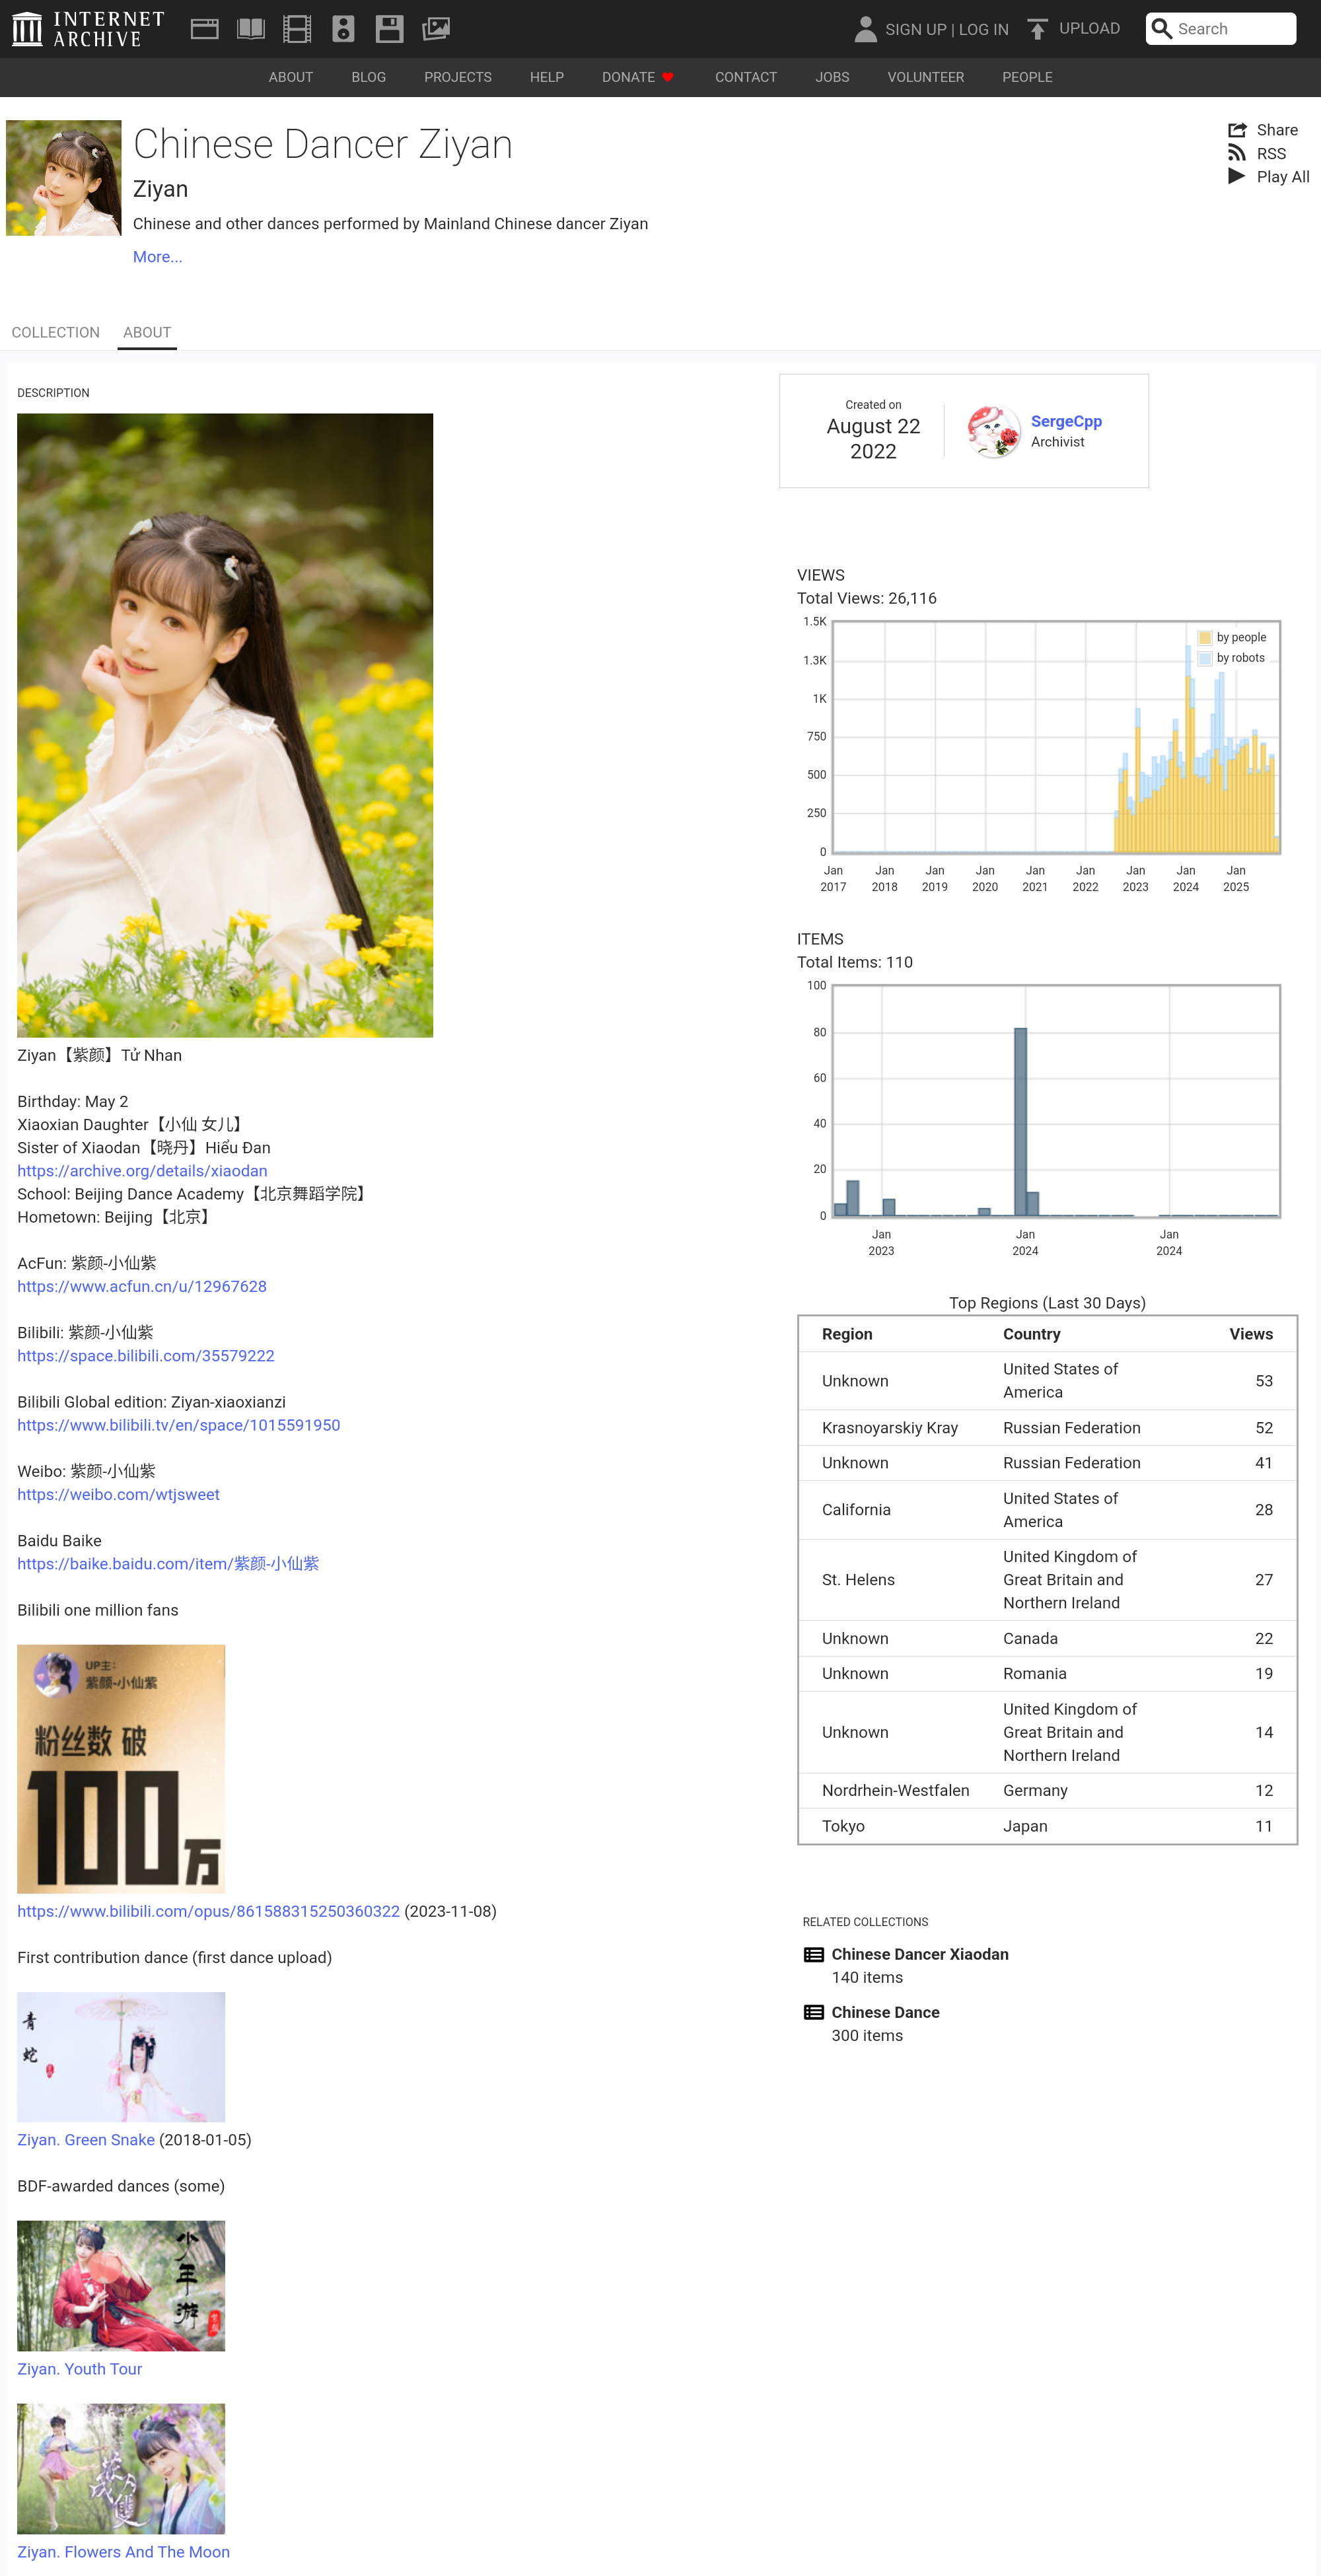 INTERNET
ARCHIVE
SIGN UP | LOG IN
UPLOAD
Search
ABOUT
BLOG
PROJECTS
HELP
DONATE
CONTACT
JOBS
VOLUNTEER
PEOPLE
Chinese Dancer Ziyan
Ziyan
Chinese and other dances performed by Mainland Chinese dancer Ziyan
More...
Share
RSS
Play All
COLLECTION
ABOUT
DESCRIPTION
Ziyan【紫颜】Tử Nhan
Birthday: May 2
Xiaoxian Daughter【小仙 女儿】
Sister of Xiaodan【晓丹】Hiểu Đan
https://archive.org/details/xiaodan
School: Beijing Dance Academy【北京舞蹈学院】
Hometown: Beijing【北京】
AcFun: 紫颜-小仙紫
https://www.acfun.cn/u/12967628
Bilibili: 紫颜-小仙紫
https://space.bilibili.com/35579222
Bilibili Global edition: Ziyan-xiaoxianzi
https://www.bilibili.tv/en/space/1015591950
Weibo: 紫颜-小仙紫
https://weibo.com/wtjsweet
Baidu Baike
https://baike.baidu.com/item/紫颜-小仙紫
Bilibili one million fans
UP主:
紫颜-小仙紫
粉丝数 破
100万
https://www.bilibili.com/opus/861588315250360322 (2023-11-08)
First contribution dance (first dance upload)
青
蛇
Ziyan. Green Snake (2018-01-05)
BDF-awarded dances (some)
少
年
游
Ziyan. Youth Tour
Ziyan. Flowers And The Moon
Created on
August 22
2022
SergeCpp
Archivist
VIEWS
Total Views: 26,116
1.5K
1.3K
1K
750
500
250
0
by people
by robots
Jan 2017
Jan 2018
Jan 2019
Jan 2020
Jan 2021
Jan 2022
Jan 2023
Jan 2024
Jan 2025
ITEMS
Total Items: 110
100
80
60
40
20
0
Jan 2023
Jan 2024
Jan 2024
Top Regions (Last 30 Days)
Region Country Views
Unknown United States of America 53
Krasnoyarskiy Kray Russian Federation 52
Unknown Russian Federation 41
California United States of America 28
St. Helens United Kingdom of Great Britain and Northern Ireland 27
Unknown Canada 22
Unknown Romania 19
Unknown United Kingdom of Great Britain and Northern Ireland 14
Nordrhein-Westfalen Germany 12
Tokyo Japan 11
RELATED COLLECTIONS
Chinese Dancer Xiaodan
140 items
Chinese Dance
300 items